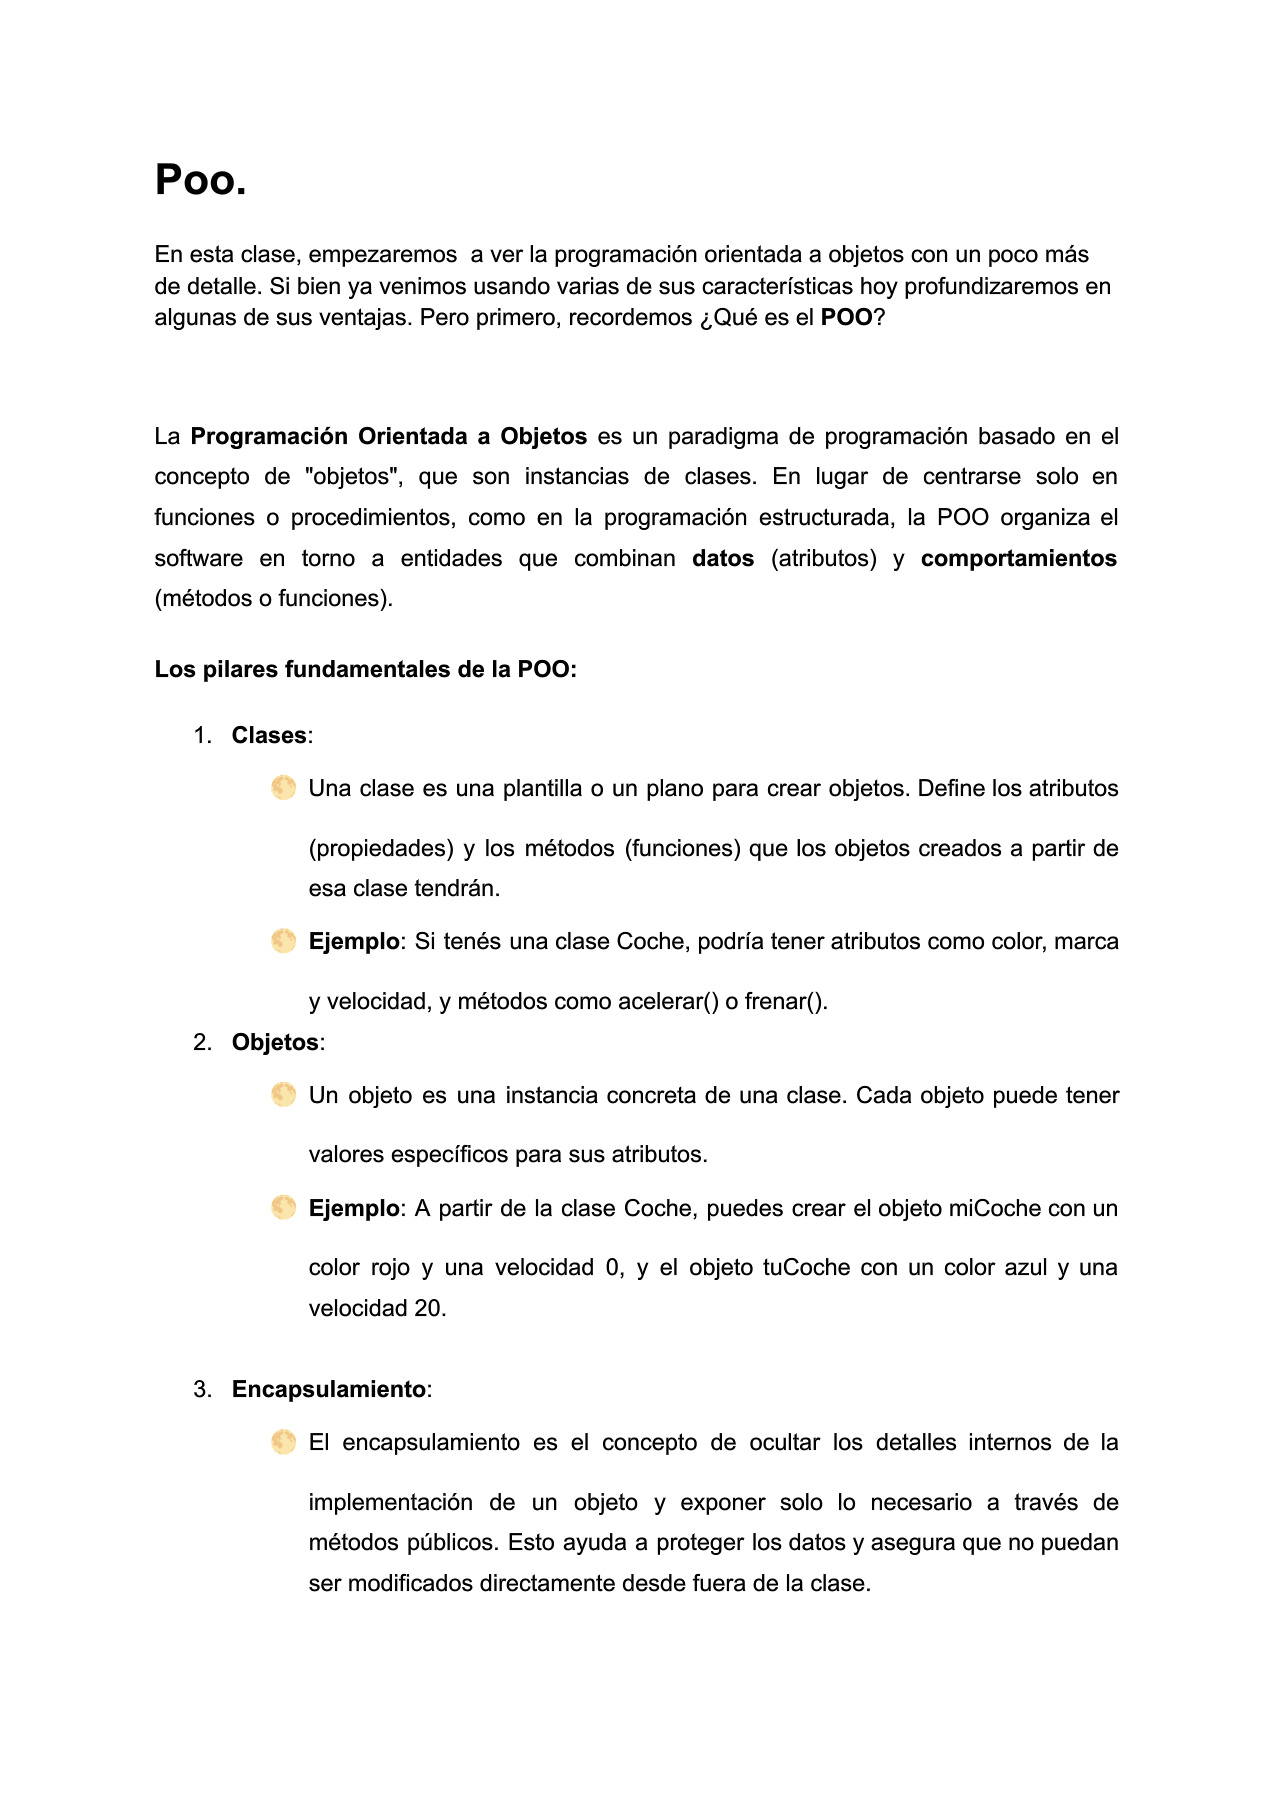 Poo.
En esta clase, empezaremos  a ver la programación orientada a objetos con un poco más
de detalle. Si bien ya venimos usando varias de sus características hoy profundizaremos en
algunas de sus ventajas. Pero primero, recordemos ¿Qué es el POO?
La Programación Orientada a Objetos es un paradigma de programación basado en el
concepto de "objetos", que son instancias de clases. En lugar de centrarse solo en
funciones o procedimientos, como en la programación estructurada, la POO organiza el
software en torno a entidades que combinan datos (atributos) y comportamientos
(métodos o funciones).
Los pilares fundamentales de la POO:
1. Clases:
Una clase es una plantilla o un plano para crear objetos. Define los atributos
(propiedades) y los métodos (funciones) que los objetos creados a partir de
esa clase tendrán.
Ejemplo: Si tenés una clase Coche, podría tener atributos como color, marca
y velocidad, y métodos como acelerar() o frenar().
2. Objetos:
Un objeto es una instancia concreta de una clase. Cada objeto puede tener
valores específicos para sus atributos.
Ejemplo: A partir de la clase Coche, puedes crear el objeto miCoche con un
color rojo y una velocidad 0, y el objeto tuCoche con un color azul y una
velocidad 20.
3. Encapsulamiento:
El encapsulamiento es el concepto de ocultar los detalles internos de la
implementación de un objeto y exponer solo lo necesario a través de
métodos públicos. Esto ayuda a proteger los datos y asegura que no puedan
ser modificados directamente desde fuera de la clase.